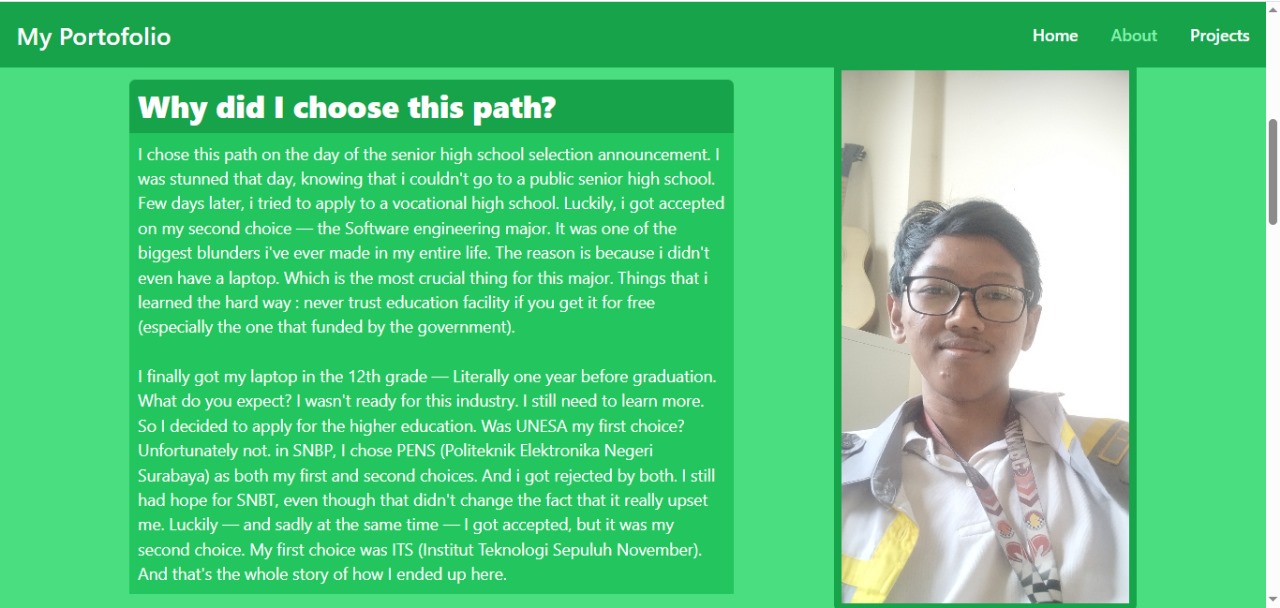 My Portofolio
Home About Projects
Why did I choose this path?
I chose this path on the day of the senior high school selection announcement. I
was stunned that day, knowing that i couldn't go to a public senior high school.
Few days later, i tried to apply to a vocational high school. Luckily, i got accepted
on my second choice — the Software engineering major. It was one of the
biggest blunders i've ever made in my entire life. The reason is because i didn't
even have a laptop. Which is the most crucial thing for this major. Things that i
learned the hard way : never trust education facility if you get it for free
(especially the one that funded by the government).
I finally got my laptop in the 12th grade — Literally one year before graduation.
What do you expect? I wasn't ready for this industry. I still need to learn more.
So I decided to apply for the higher education. Was UNESA my first choice?
Unfortunately not. in SNBP, I chose PENS (Politeknik Elektronika Negeri
Surabaya) as both my first and second choices. And i got rejected by both. I still
had hope for SNBT, even though that didn't change the fact that it really upset
me. Luckily — and sadly at the same time — I got accepted, but it was my
second choice. My first choice was ITS (Institut Teknologi Sepuluh November).
And that's the whole story of how I ended up here.